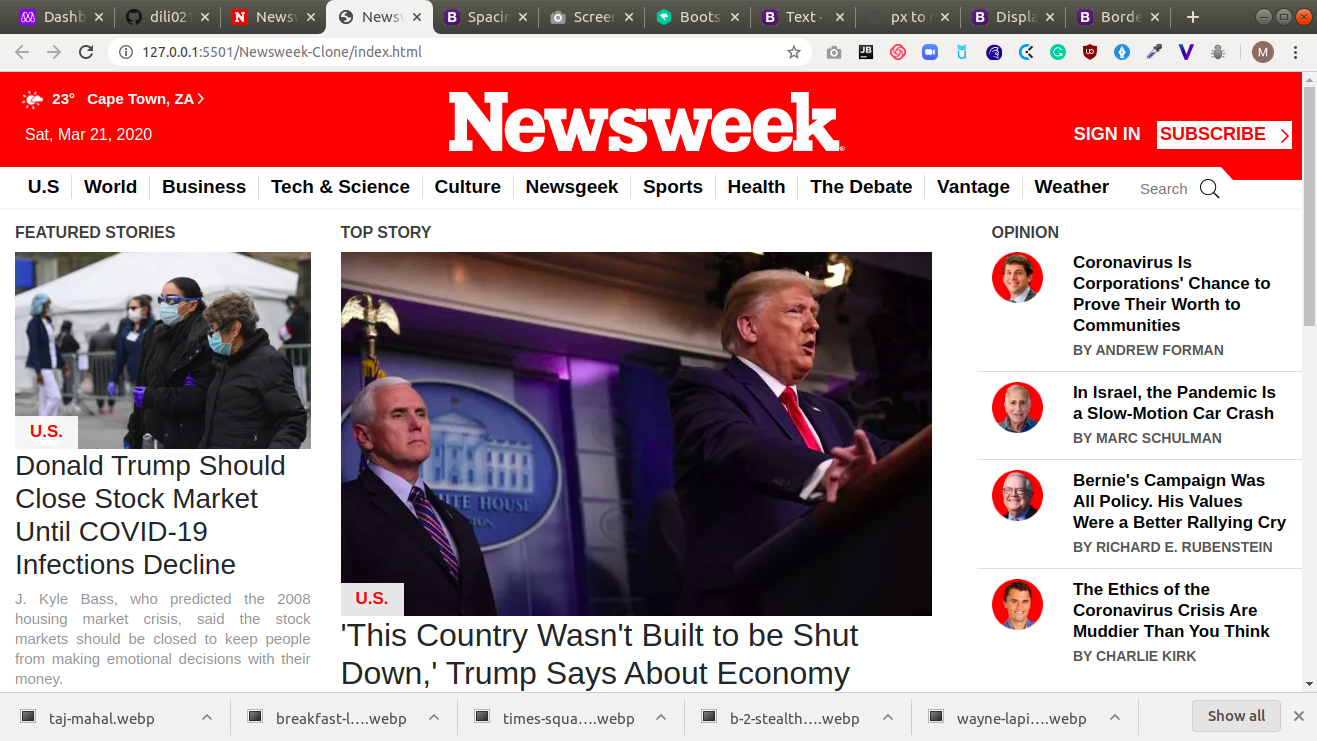 Dashb
dili021
Newsw
Newsw
Spacin
Screen
Boots
Text ·
px to
Displa
Borde
127.0.0.1:5501/Newsweek-Clone/index.html
M
23° Cape Town, ZA
Sat, Mar 21, 2020
Newsweek
SIGN IN SUBSCRIBE
U.S World Business Tech & Science Culture Newsgeek Sports Health The Debate Vantage Weather Search
FEATURED STORIES
U.S.
Donald Trump Should
Close Stock Market
Until COVID-19
Infections Decline
J. Kyle Bass, who predicted the 2008
housing market crisis, said the stock
markets should be closed to keep people
from making emotional decisions with their
money.
TOP STORY
TE HOUSE
U.S.
'This Country Wasn't Built to be Shut
Down,' Trump Says About Economy
OPINION
Coronavirus Is
Corporations' Chance to
Prove Their Worth to
Communities
BY ANDREW FORMAN
In Israel, the Pandemic Is
a Slow-Motion Car Crash
BY MARC SCHULMAN
Bernie's Campaign Was
All Policy. His Values
Were a Better Rallying Cry
BY RICHARD E. RUBENSTEIN
The Ethics of the
Coronavirus Crisis Are
Muddier Than You Think
BY CHARLIE KIRK
taj-mahal.webp
breakfast-l....webp
times-squa....webp
b-2-stealth....webp
wayne-lapi....webp
Show all